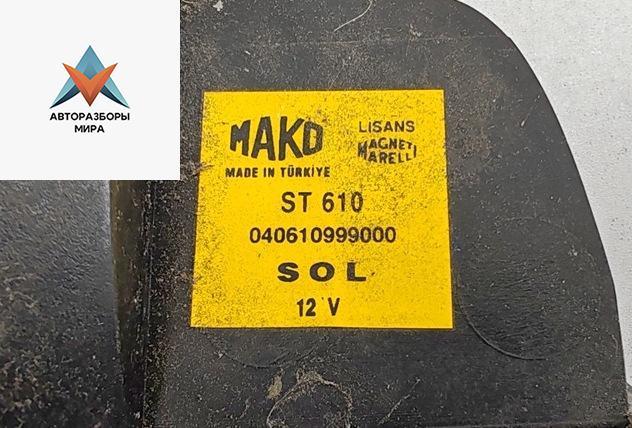 АВТОРАЗБОРЫ
МИРА
MAKO
LISANS
MAGNETI
MARELLI
MADE IN TÜRKIYE
ST 610
040610999000
SOL
12 V